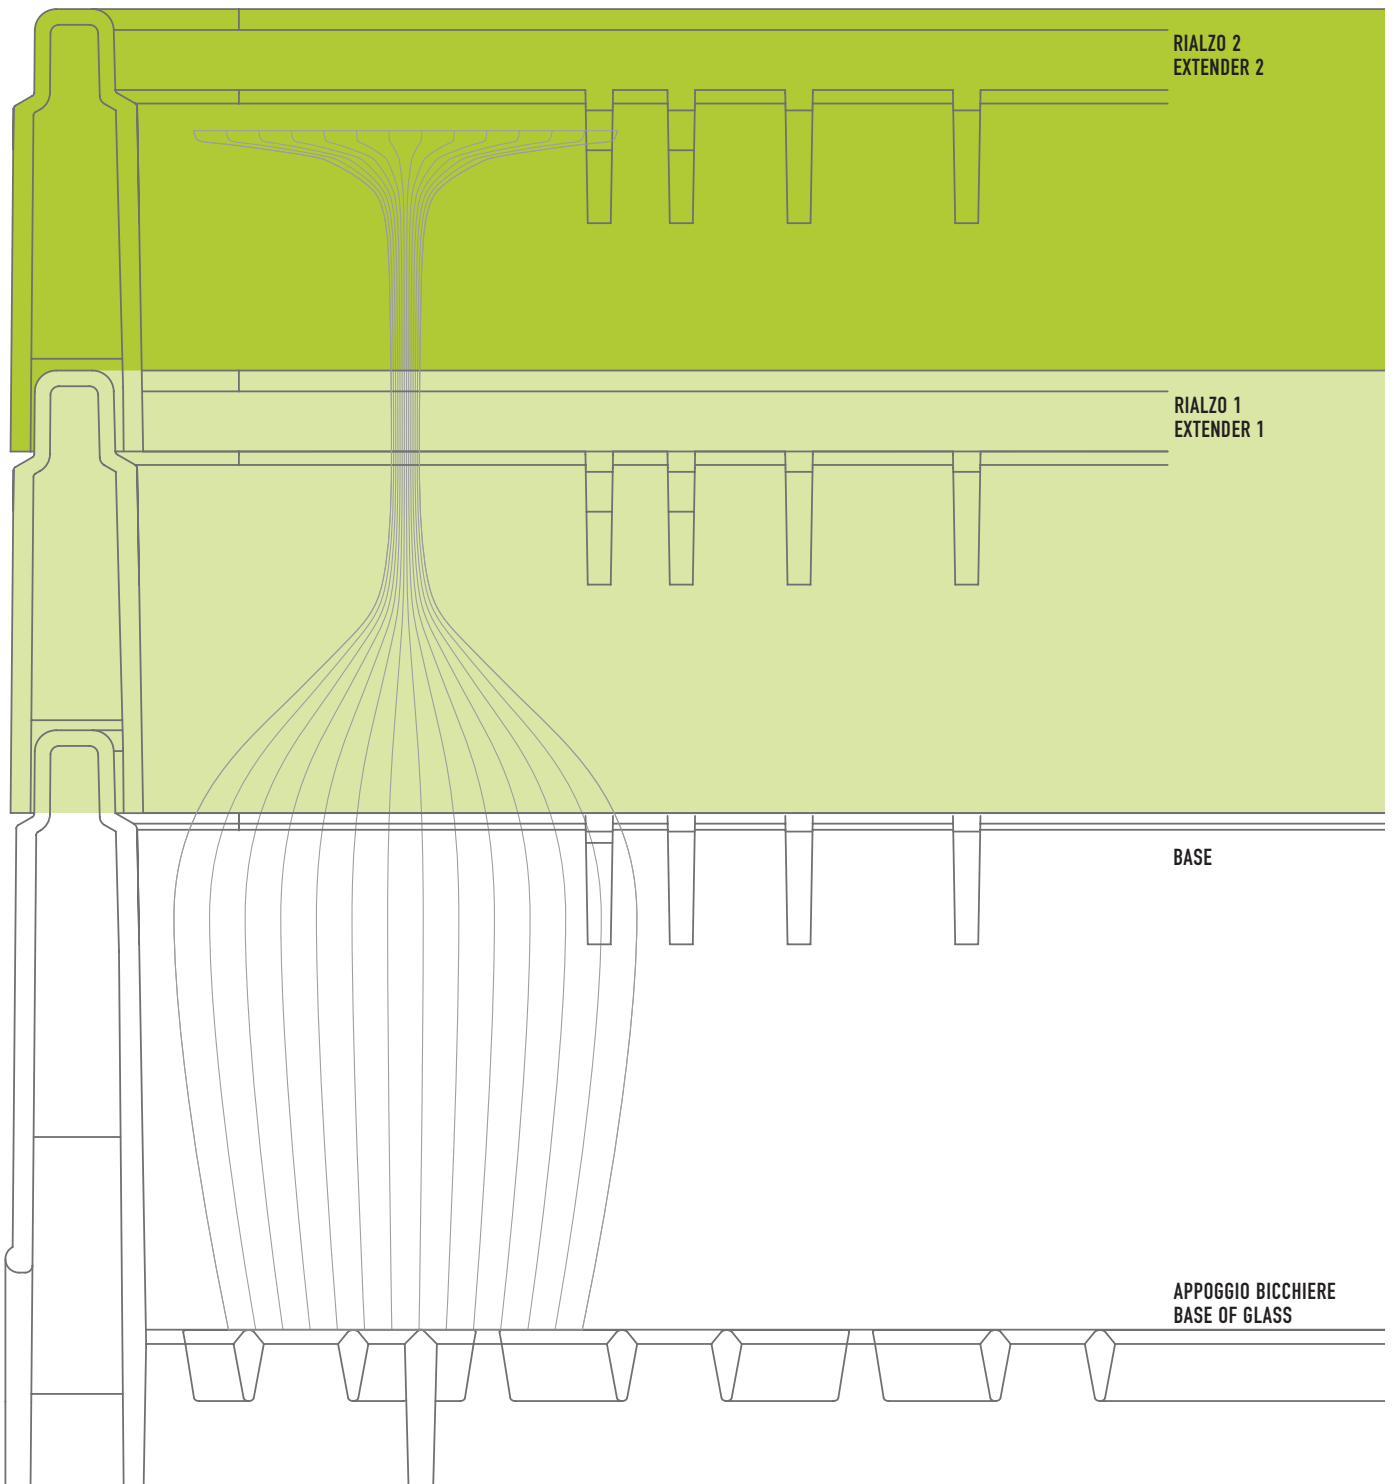 RIALZO 2
EXTENDER 2
RIALZO 1
EXTENDER 1
BASE
APPOGGIO BICCHIERE
BASE OF GLASS